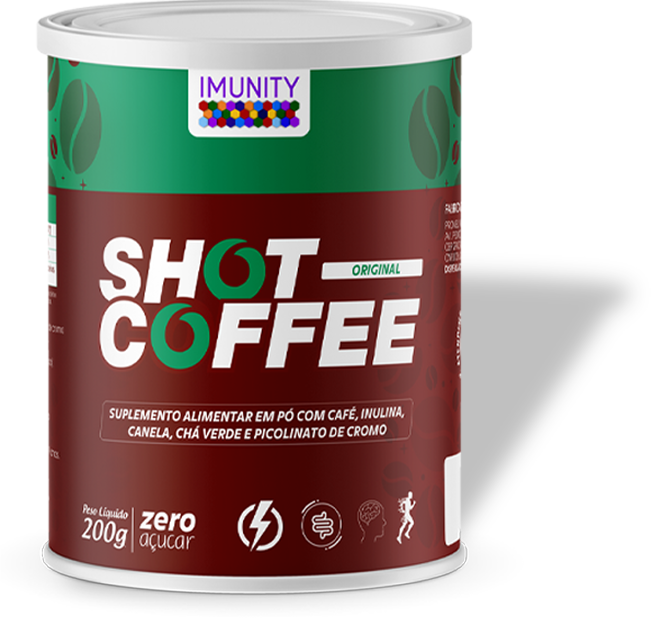 IMUNITY
SHOT
ORIGINAL
COFFEE
SUPLEMENTO ALIMENTAR EM PÓ COM CAFÉ, INULINA,
CANELA, CHÁ VERDE E PICOLINATO DE CROMO
Peso Líquido
200g
zero
açucar